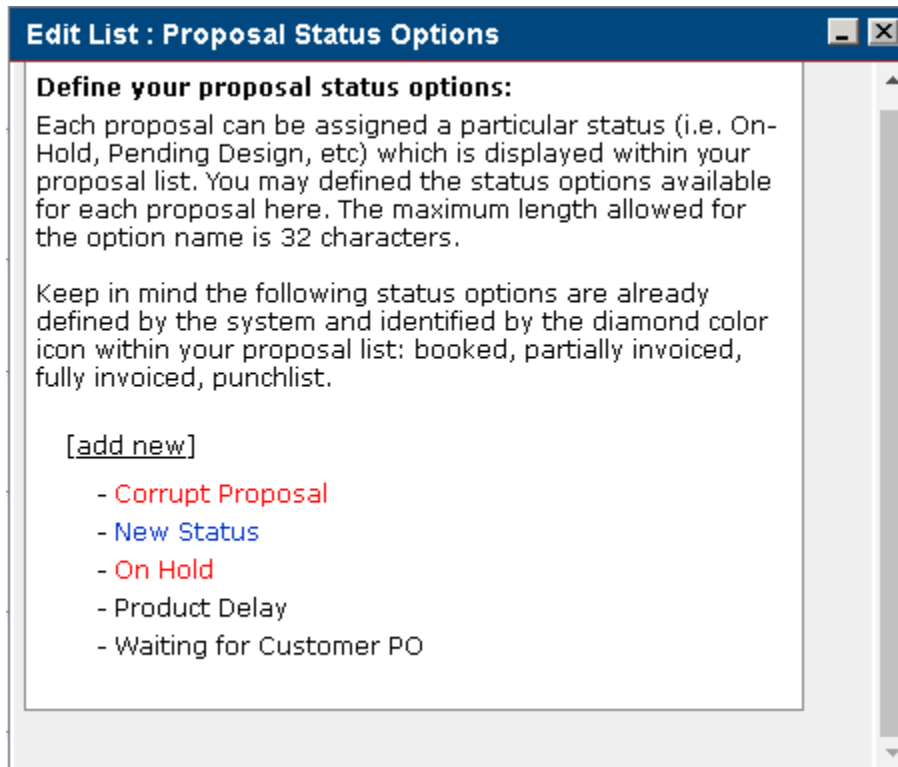 Edit List : Proposal Status Options
Define your proposal status options:
Each proposal can be assigned a particular status (i.e. On-
Hold, Pending Design, etc) which is displayed within your
proposal list. You may defined the status options available
for each proposal here. The maximum length allowed for
the option name is 32 characters.
Keep in mind the following status options are already
defined by the system and identified by the diamond color
icon within your proposal list: booked, partially invoiced,
fully invoiced, punchlist.
[add new]
- Corrupt Proposal
- New Status
- On Hold
- Product Delay
- Waiting for Customer PO